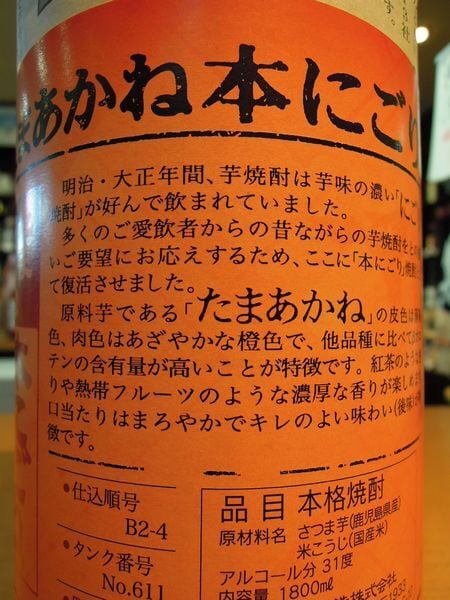 まあかね本にごり
明治・大正年間、芋焼酎は芋味の濃い「にご
焼酎」が好んで飲まれていました。
多くのご愛飲者からの昔ながらの芋焼酎を
いご要望にお応えするため、ここに「本にごり」焼酎
て復活させました。
原料芋である「たまあかね」の皮色は
色、肉色はあざやかな橙色で、他品種に比べて
テンの含有量が高いことが特徴です。紅茶のような
りや熱帯フルーツのような濃厚な香りが楽しめ
口当たりはまろやかでキレのよい味わい(後味)
徴です。
•仕込順号
B2-4
•タンク番号
No.611
品目 本格焼酎
原材料名 さつま芋(鹿児島県産)
米こうじ(国産米)
アルコール分 31度
内容量 1800mℓ
株式会社
1933